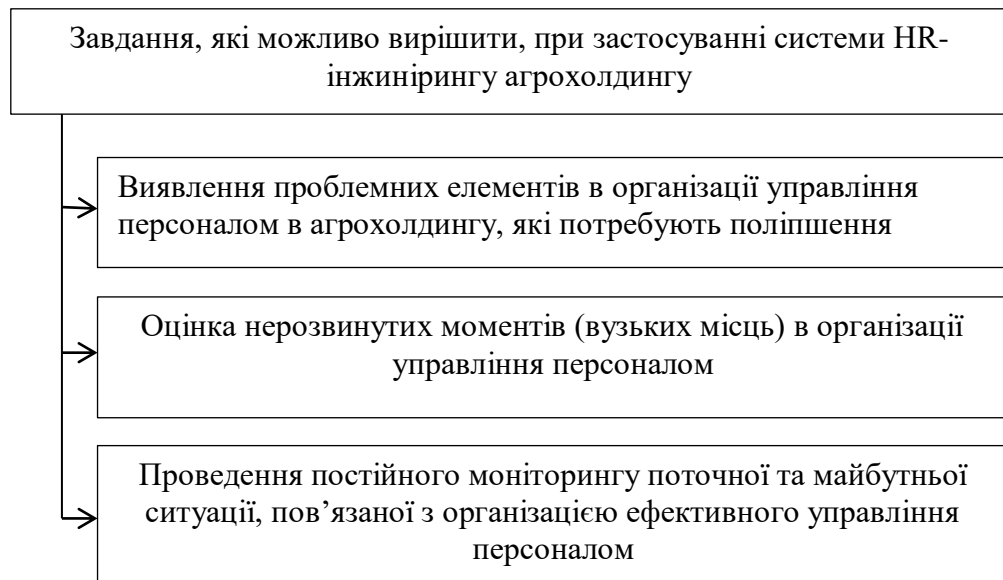 Завдання, які можливо вирішити, при застосуванні системи HR-
інжинірингу агрохолдингу
Виявлення проблемних елементів в організації управління
персоналом в агрохолдингу, які потребують поліпшення
Оцінка нерозвинутих моментів (вузьких місць) в організації
управління персоналом
Проведення постійного моніторингу поточної та майбутньої
ситуації, пов’язаної з організацією ефективного управління
персоналом